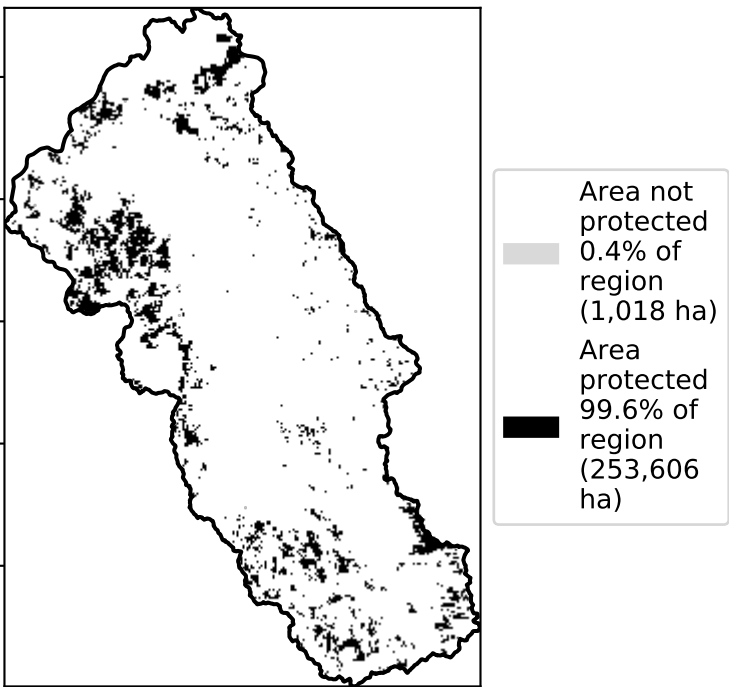 Area not
protected
0.4% of
region
(1,018 ha)
Area
protected
99.6% of
region
(253,606
ha)